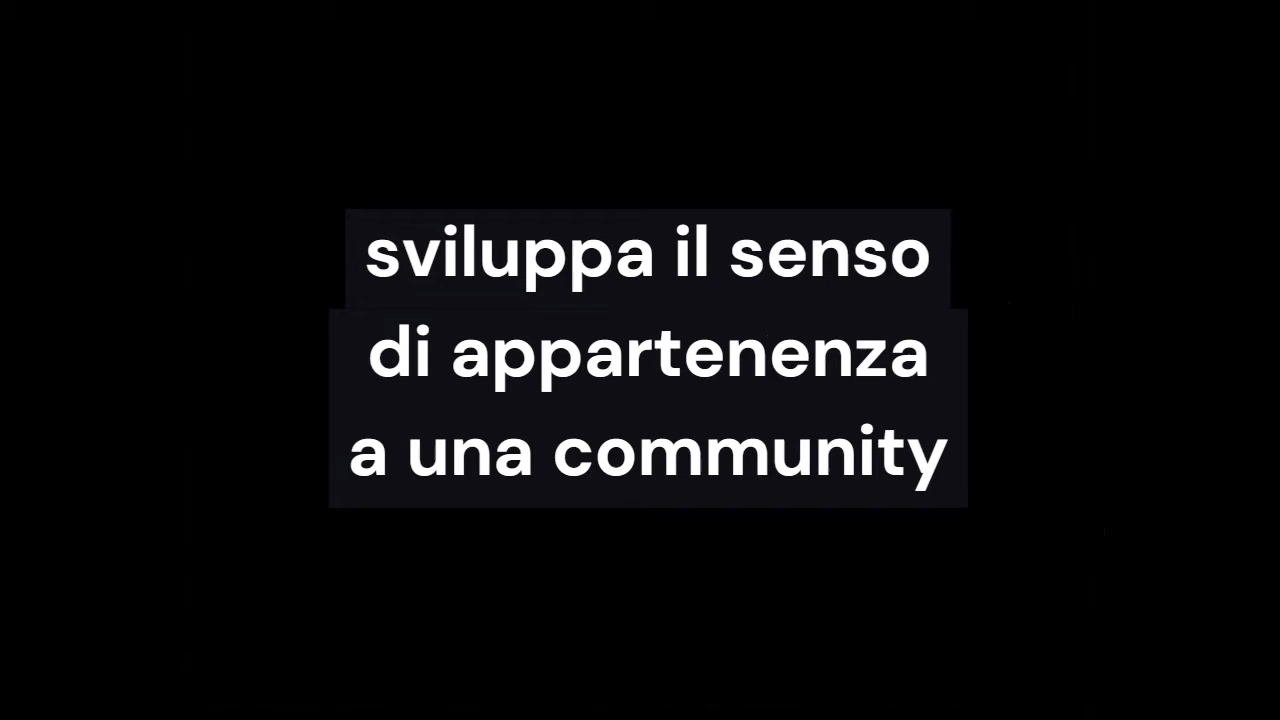 sviluppa il senso
di appartenenza
a una community